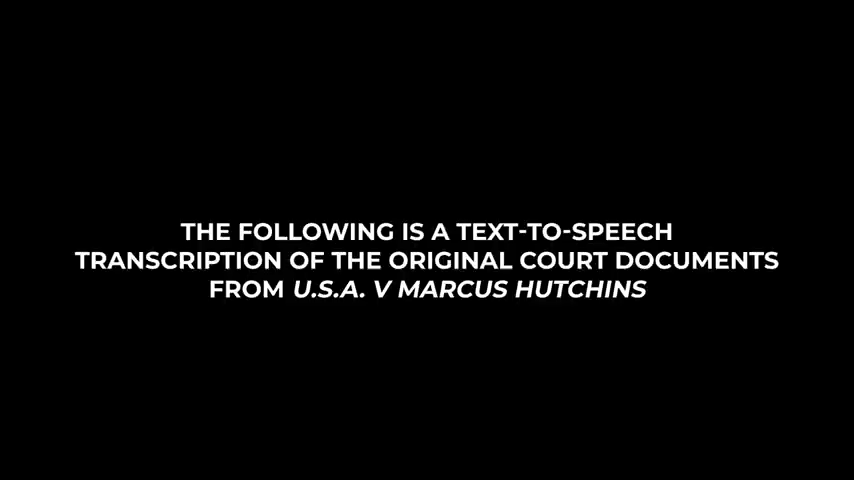 THE FOLLOWING IS A TEXT-TO-SPEECH
TRANSCRIPTION OF THE ORIGINAL COURT DOCUMENTS
FROM U.S.A. V MARCUS HUTCHINS